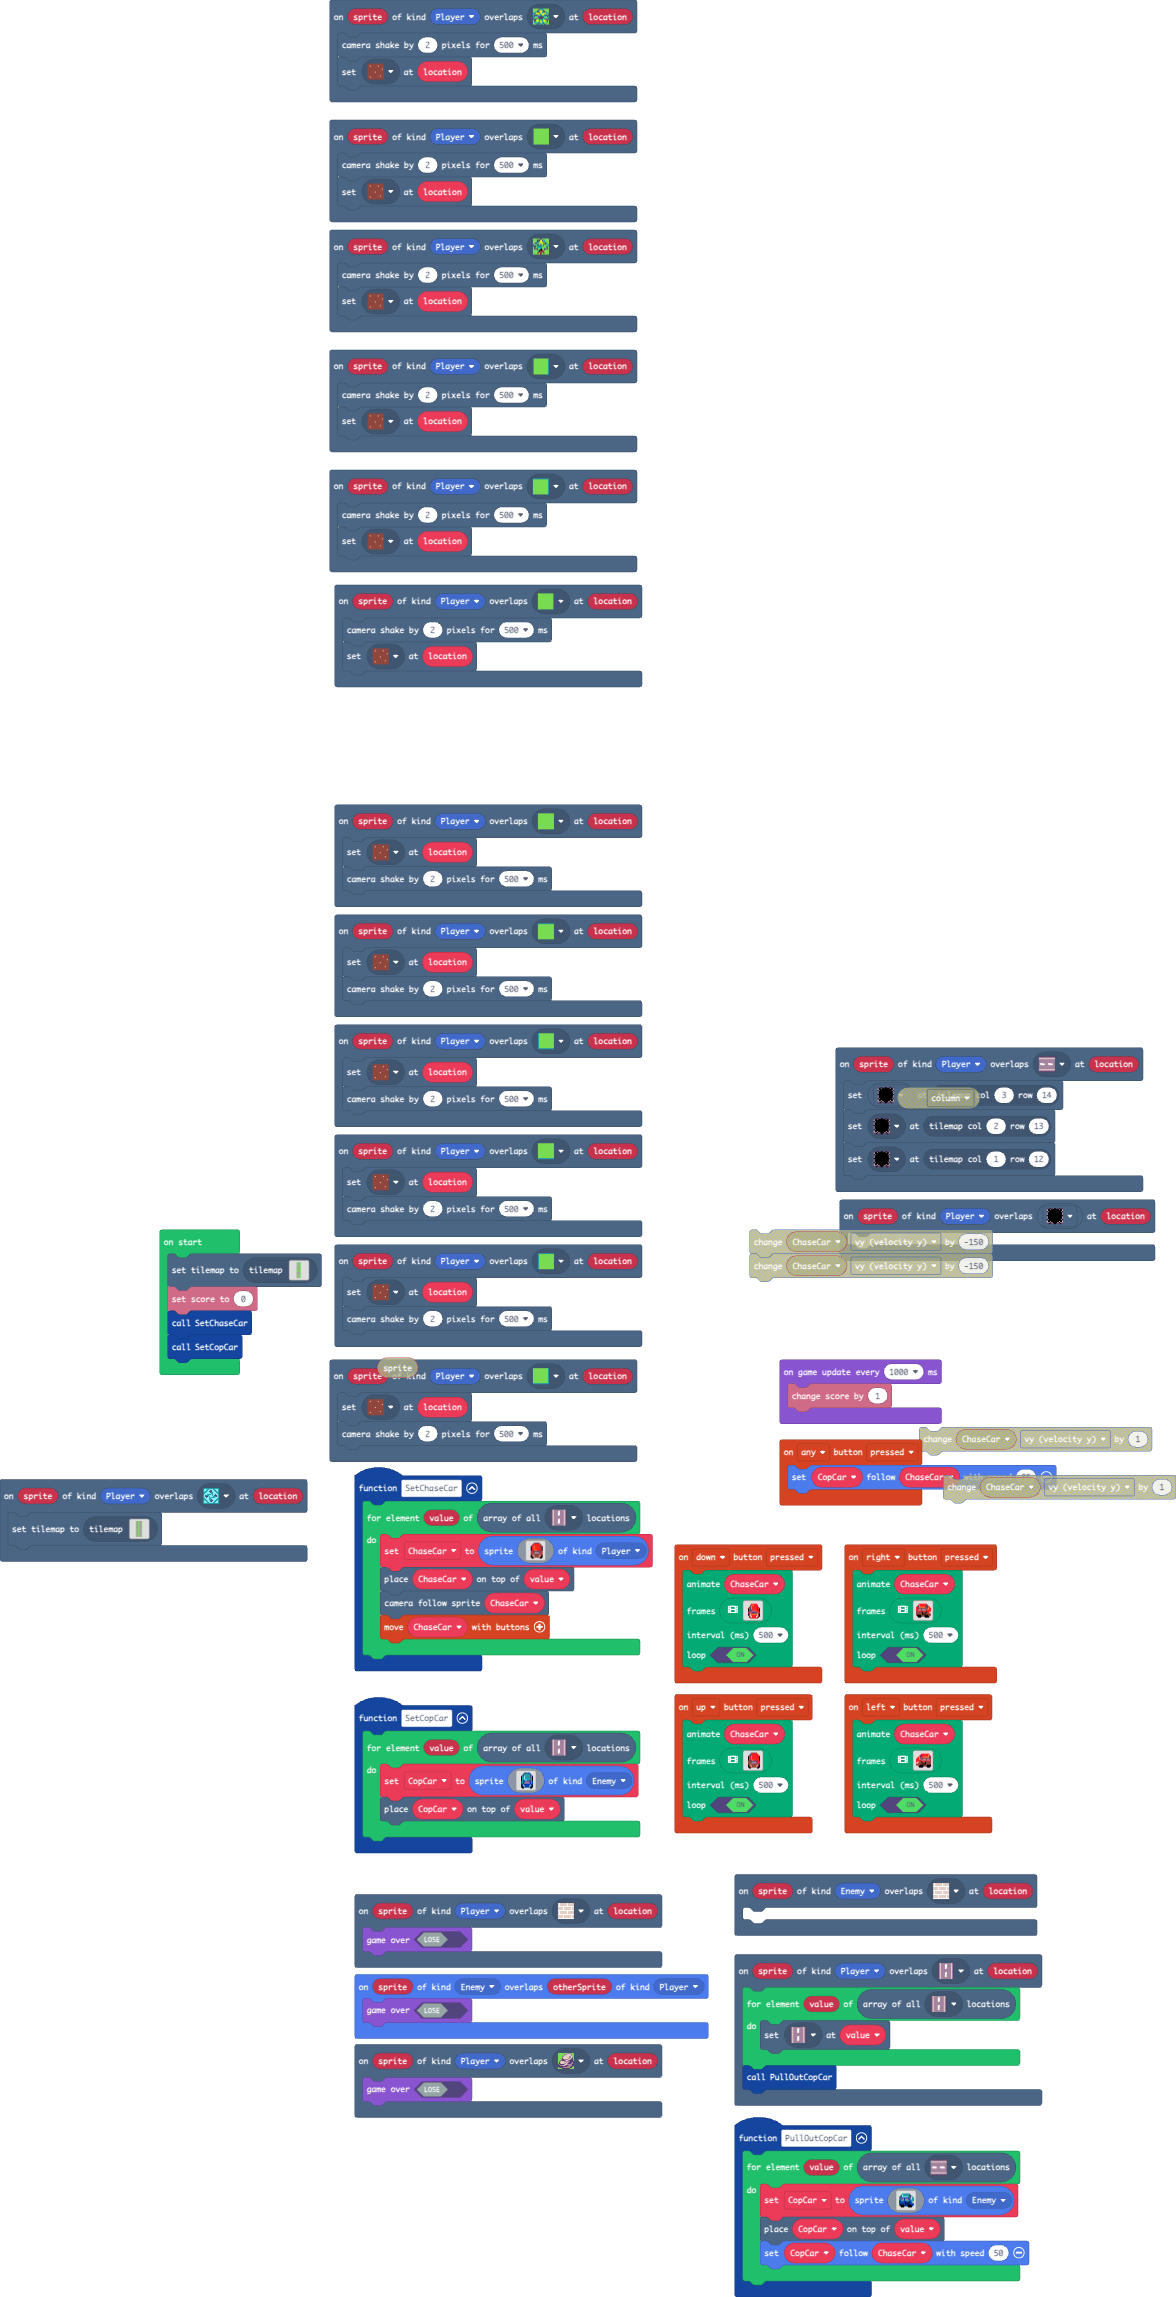 on sprite of kind Player overlaps at location
camera shake by 2 pixels for 500 ms
set at location
on sprite of kind Player overlaps at location
camera shake by 2 pixels for 500 ms
set at location
on sprite of kind Player overlaps at location
camera shake by 2 pixels for 500 ms
set at location
on sprite of kind Player overlaps at location
camera shake by 2 pixels for 500 ms
set at location
on sprite of kind Player overlaps at location
camera shake by 2 pixels for 500 ms
set at location
on sprite of kind Player overlaps at location
camera shake by 2 pixels for 500 ms
set at location
on sprite of kind Player overlaps at location
set at location
camera shake by 2 pixels for 500 ms
on sprite of kind Player overlaps at location
set at location
camera shake by 2 pixels for 500 ms
on sprite of kind Player overlaps at location
set at location
camera shake by 2 pixels for 500 ms
on sprite of kind Player overlaps at location
set at location
camera shake by 2 pixels for 500 ms
on sprite of kind Player overlaps at location
set at location
camera shake by 2 pixels for 500 ms
sprite
on sprite of kind Player overlaps at location
set at location
camera shake by 2 pixels for 500 ms
on sprite of kind Player overlaps at location
set col 3 row 14
column
set at tilemap col 2 row 13
set at tilemap col 1 row 12
on sprite of kind Player overlaps at location
change ChaseCar vy (velocity y) by -150
change ChaseCar vy (velocity y) by -150
on start
set tilemap to tilemap
set score to 0
call SetChaseCar
call SetCopCar
on game update every 1000 ms
change score by 1
change ChaseCar vy (velocity y) by 1
on any button pressed
set CopCar follow ChaseCar with speed
change ChaseCar vy (velocity y) by 1
on sprite of kind Player overlaps at location
set tilemap to tilemap
function SetChaseCar
for element value of array of all locations
do
set ChaseCar to sprite of kind Player
place ChaseCar on top of value
camera follow sprite ChaseCar
move ChaseCar with buttons
on down button pressed
animate ChaseCar
frames
interval (ms) 500
loop ON
on right button pressed
animate ChaseCar
frames
interval (ms) 500
loop ON
function SetCopCar
for element value of array of all locations
do
set CopCar to sprite of kind Enemy
place CopCar on top of value
on up button pressed
animate ChaseCar
frames
interval (ms) 500
loop ON
on left button pressed
animate ChaseCar
frames
interval (ms) 500
loop ON
on sprite of kind Player overlaps at location
game over LOSE
on sprite of kind Enemy overlaps otherSprite of kind Player
game over LOSE
on sprite of kind Player overlaps at location
game over LOSE
on sprite of kind Enemy overlaps at location
on sprite of kind Player overlaps at location
for element value of array of all locations
do
set at value
call PullOutCopCar
function PullOutCopCar
for element value of array of all locations
do
set CopCar to sprite of kind Enemy
place CopCar on top of value
set CopCar follow ChaseCar with speed 50